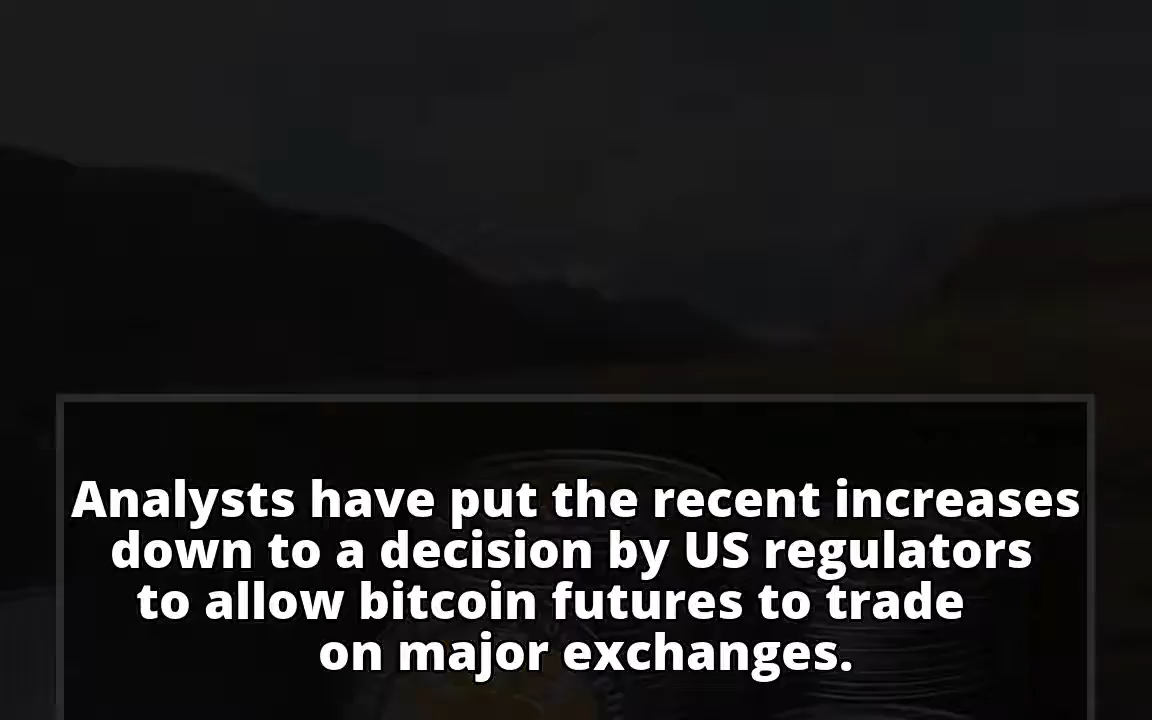 Analysts have put the recent increases
down to a decision by US regulators
to allow bitcoin futures to trade
on major exchanges.